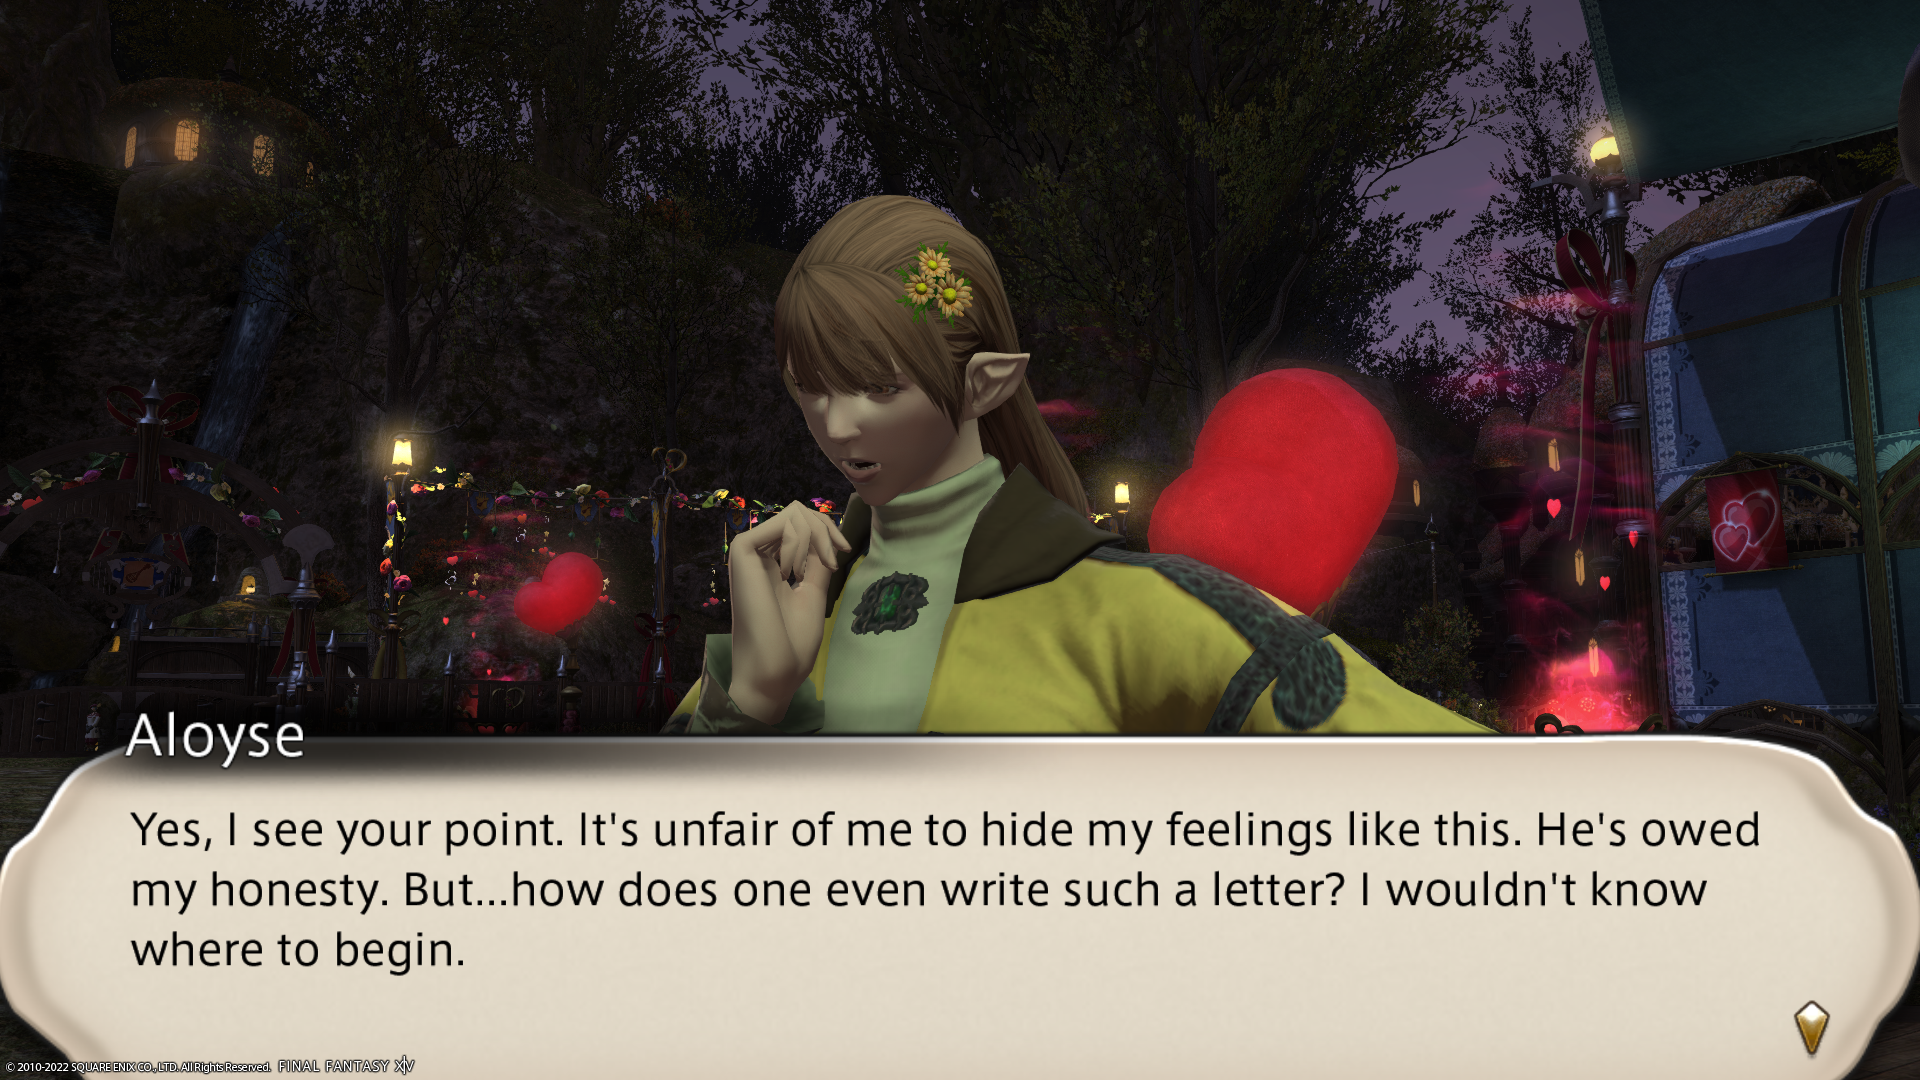 Aloyse
Yes, I see your point. It's unfair of me to hide my feelings like this. He's owed
my honesty. But...how does one even write such a letter? I wouldn't know
where to begin.
© 2010-2022 SQUARE ENIX CO., LTD. All Rights Reserved. FINAL FANTASY XIV